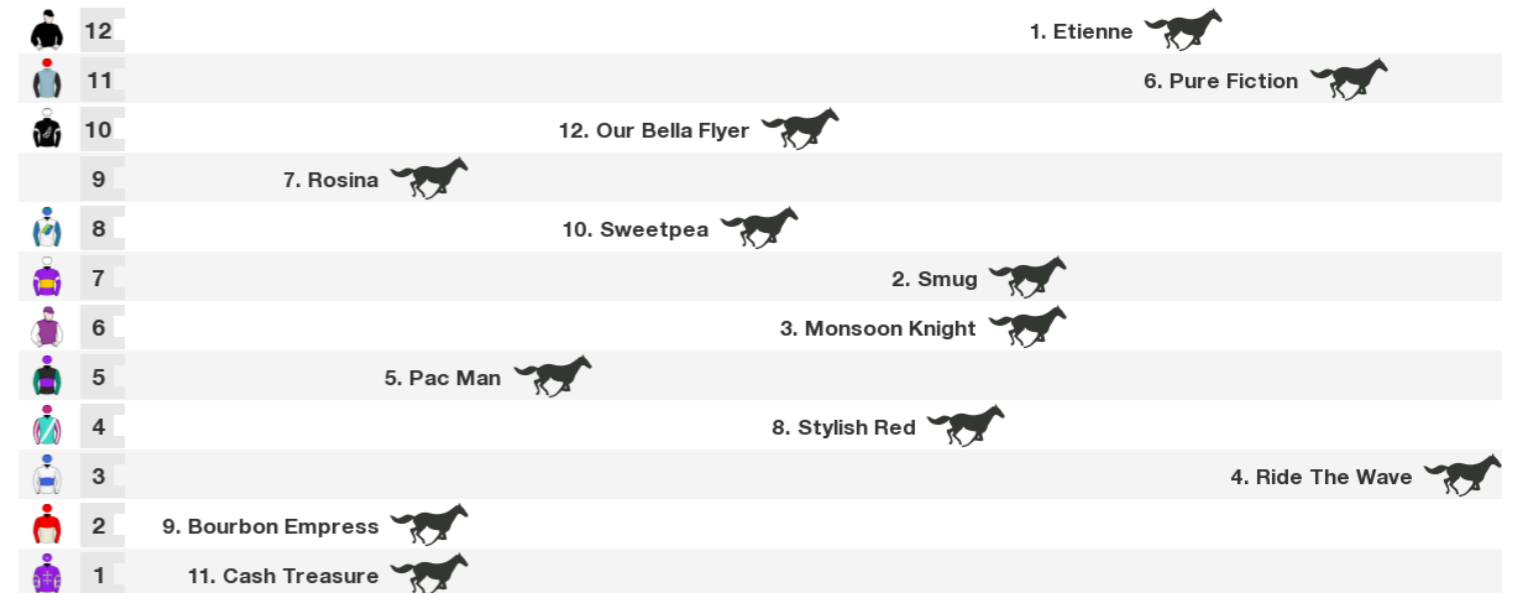 12 1. Etienne
11 6. Pure Fiction
10 12. Our Bella Flyer
9 7. Rosina
8 10. Sweetpea
7 2. Smug
6 3. Monsoon Knight
5 5. Pac Man
4 8. Stylish Red
3 4. Ride The Wave
2 9. Bourbon Empress
1 11. Cash Treasure